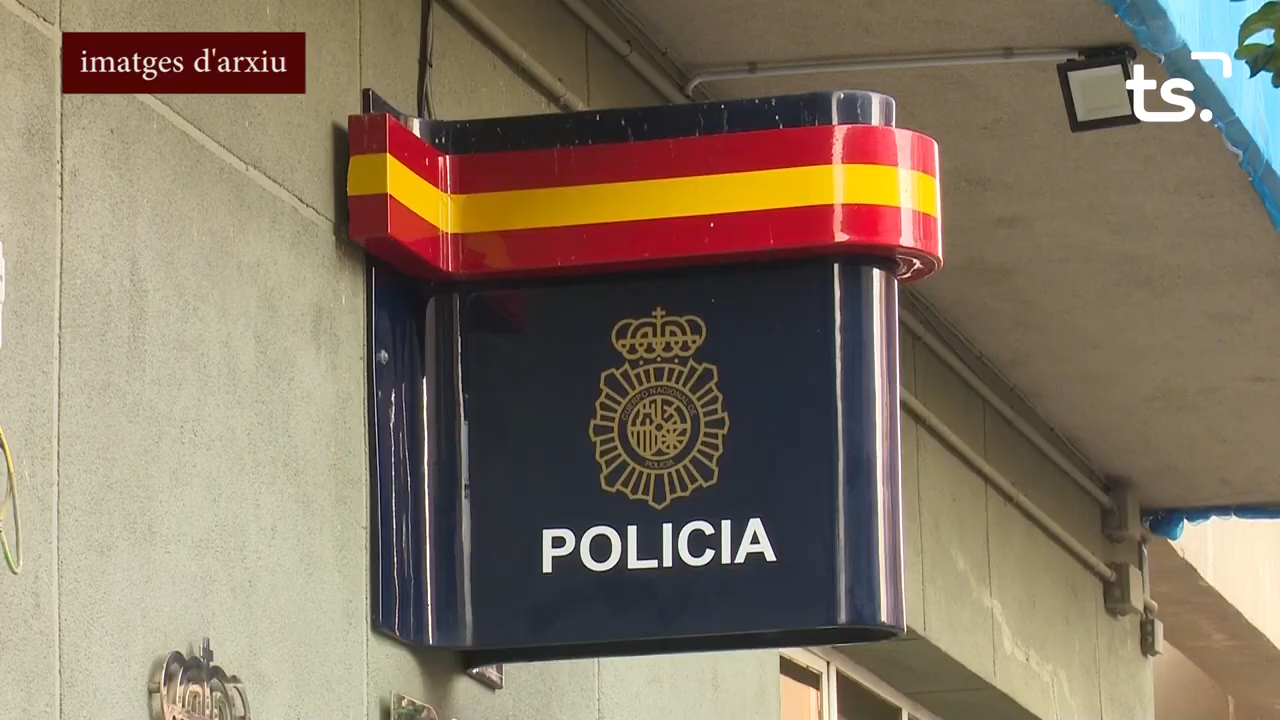 imatges d'arxiu
ts.
CUERPO NACIONAL DE
POLICIA
POLICIA